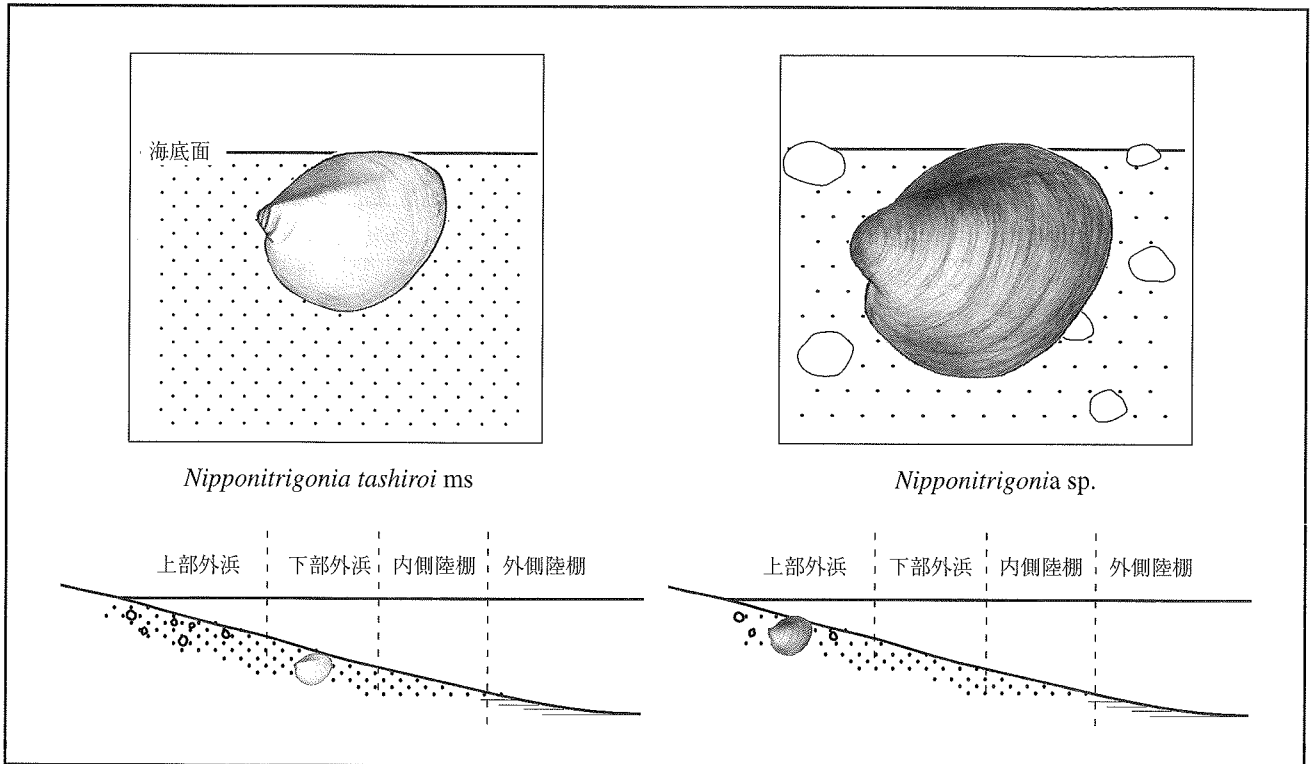 海底面
Nipponitrigonia tashiroi ms
Nipponitrigonia sp.
上部外浜 下部外浜 内側陸棚 外側陸棚
上部外浜 下部外浜 内側陸棚 外側陸棚